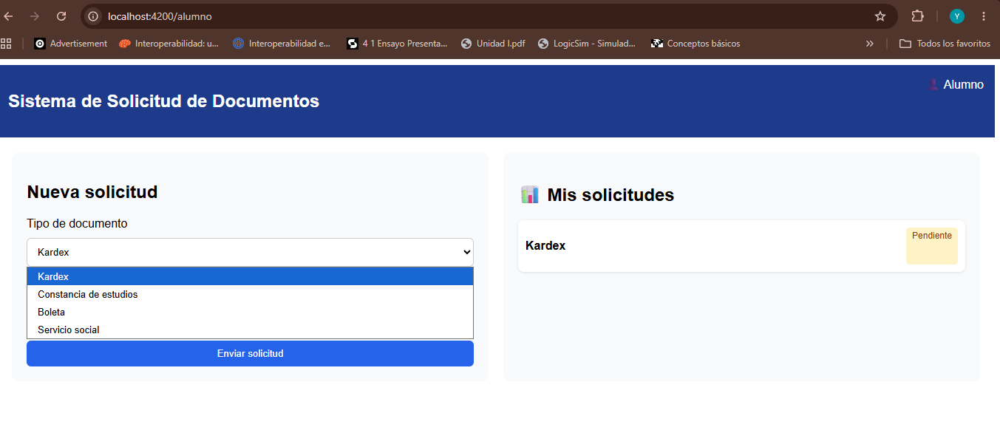 localhost:4200/alumno
Y
Advertisement
Interoperabilidad: u...
Interoperabilidad e...
4 1 Ensayo Presenta...
Unidad I.pdf
LogicSim - Simulad...
Conceptos básicos
»
Todos los favoritos
Sistema de Solicitud de Documentos
Alumno
Nueva solicitud
Tipo de documento
Kardex
Kardex
Constancia de estudios
Boleta
Servicio social
Enviar solicitud
Mis solicitudes
Kardex
Pendiente